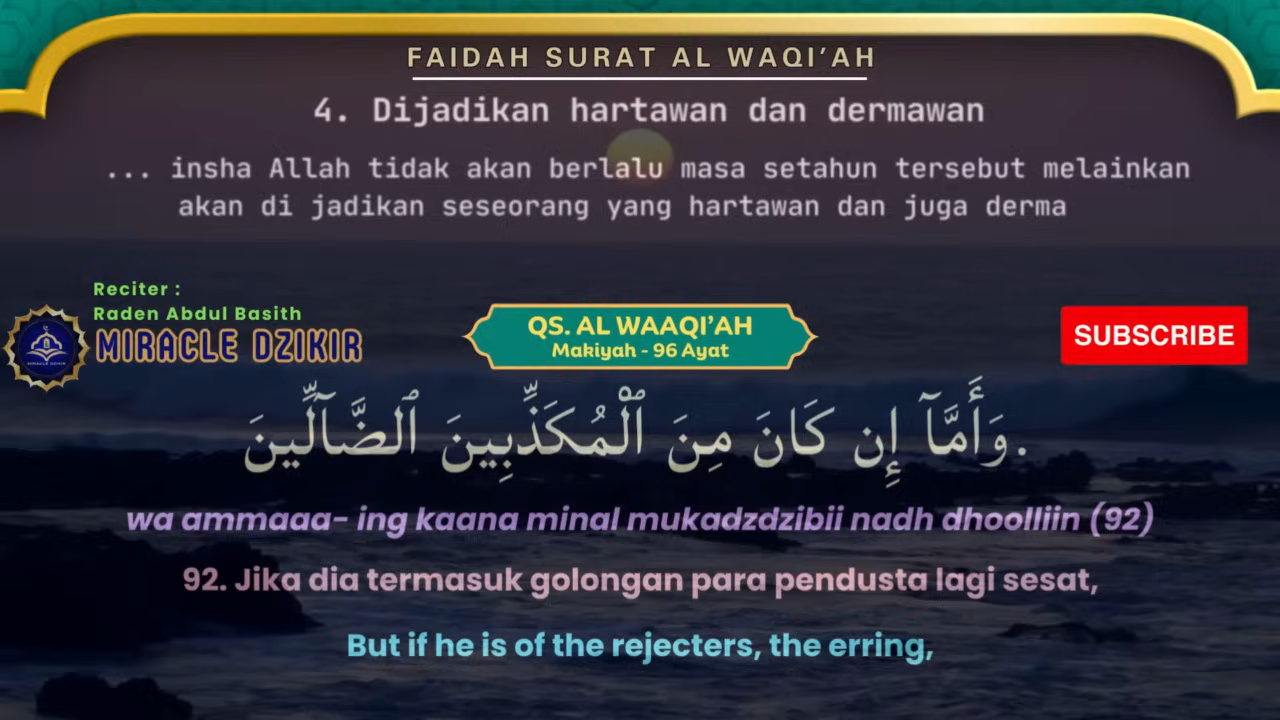 FAIDAH SURAT AL WAQI'AH
4. Dijadikan hartawan dan dermawan
... insha Allah tidak akan berlalu masa setahun tersebut melainkan
akan di jadikan seseorang yang hartawan dan juga derma
Reciter :
Raden Abdul Basith
MIRACLE DZIKIR
QS. AL WAAQI'AH
Makiyah - 96 Ayat
SUBSCRIBE
وَأَمَّآ إِن كَانَ مِنَ ٱلْمُكَذِّبِينَ ٱلضَّآلِّينَ.
wa ammaaa- ing kaana minal mukadzdzibii nadh dhoolliin (92)
92. Jika dia termasuk golongan para pendusta lagi sesat,
But if he is of the rejecters, the erring,